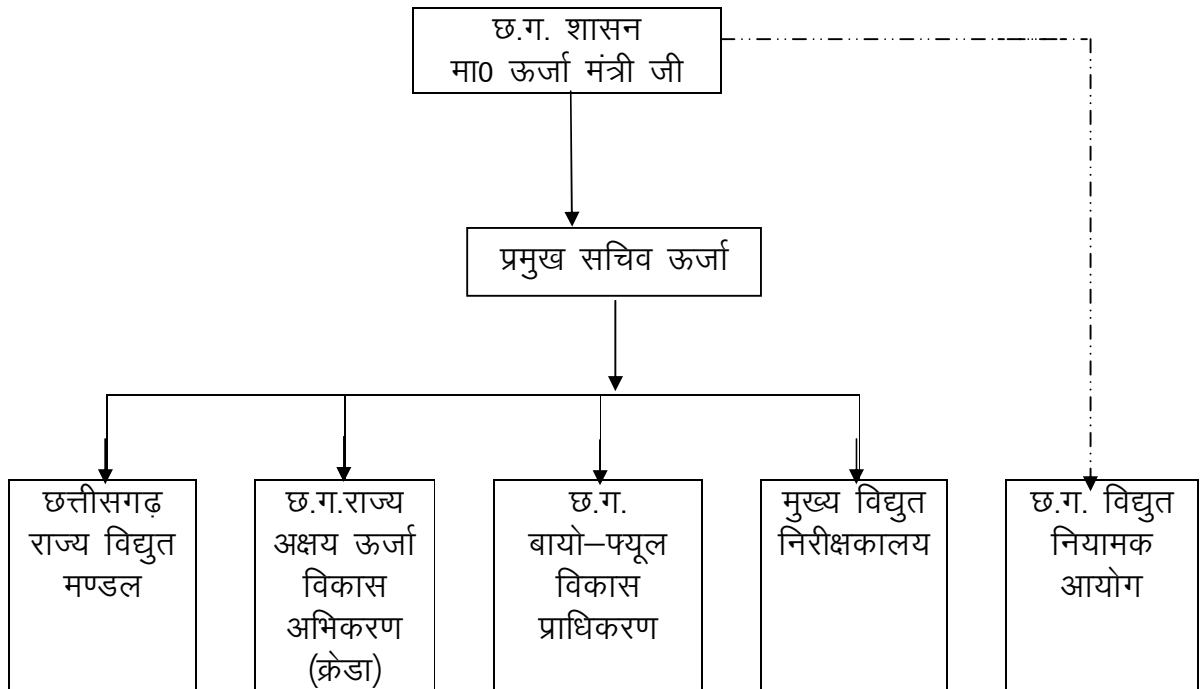 छ.ग. शासन
मा0 ऊर्जा मंत्री जी
प्रमुख सचिव ऊर्जा
छत्तीसगढ़
राज्य विद्युत
मण्डल
छ.ग.राज्य
अक्षय ऊर्जा
विकास
अभिकरण
(क्रेडा)
छ.ग.
बायो–फ्यूल
विकास
प्राधिकरण
मुख्य विद्युत
निरीक्षकालय
छ.ग. विद्युत
नियामक
आयोग